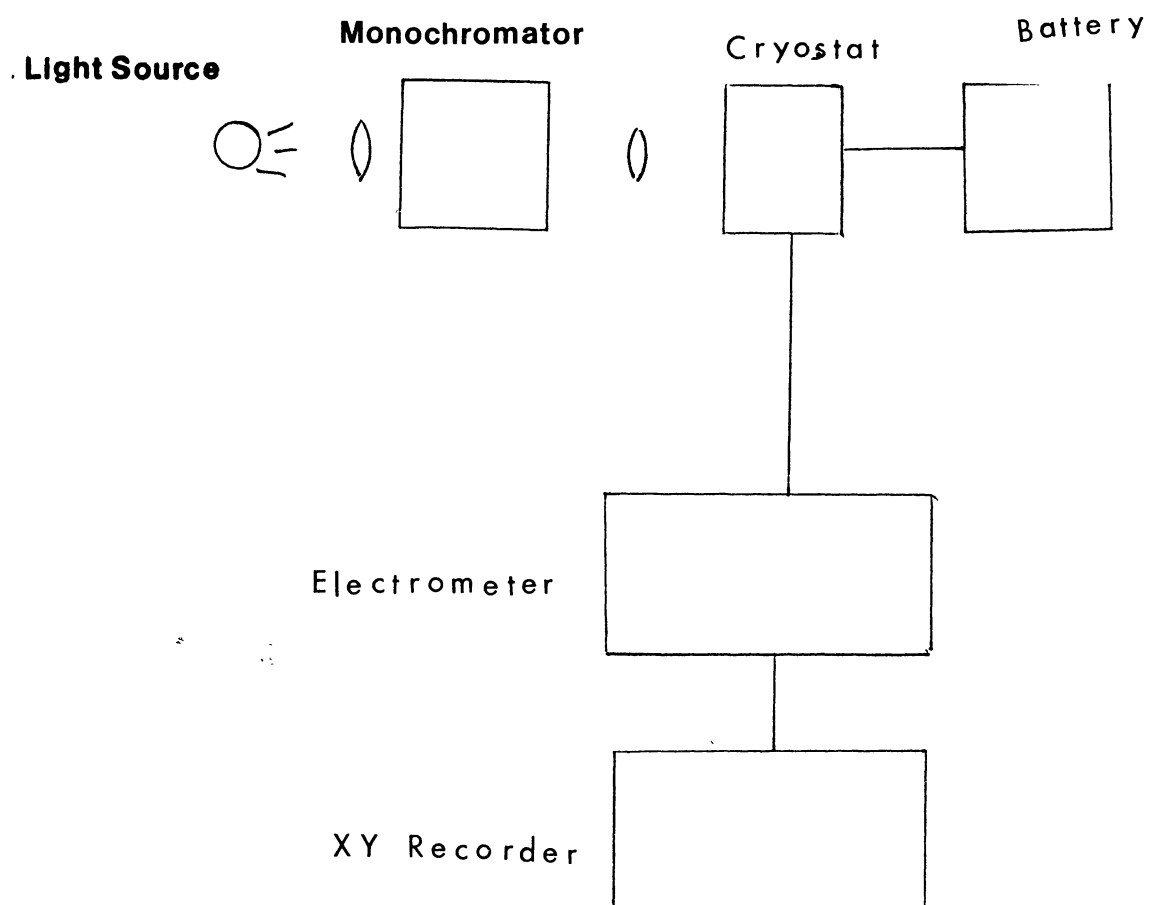 Monochromator
Cryostat
Battery
Light Source
Electrometer
XY Recorder